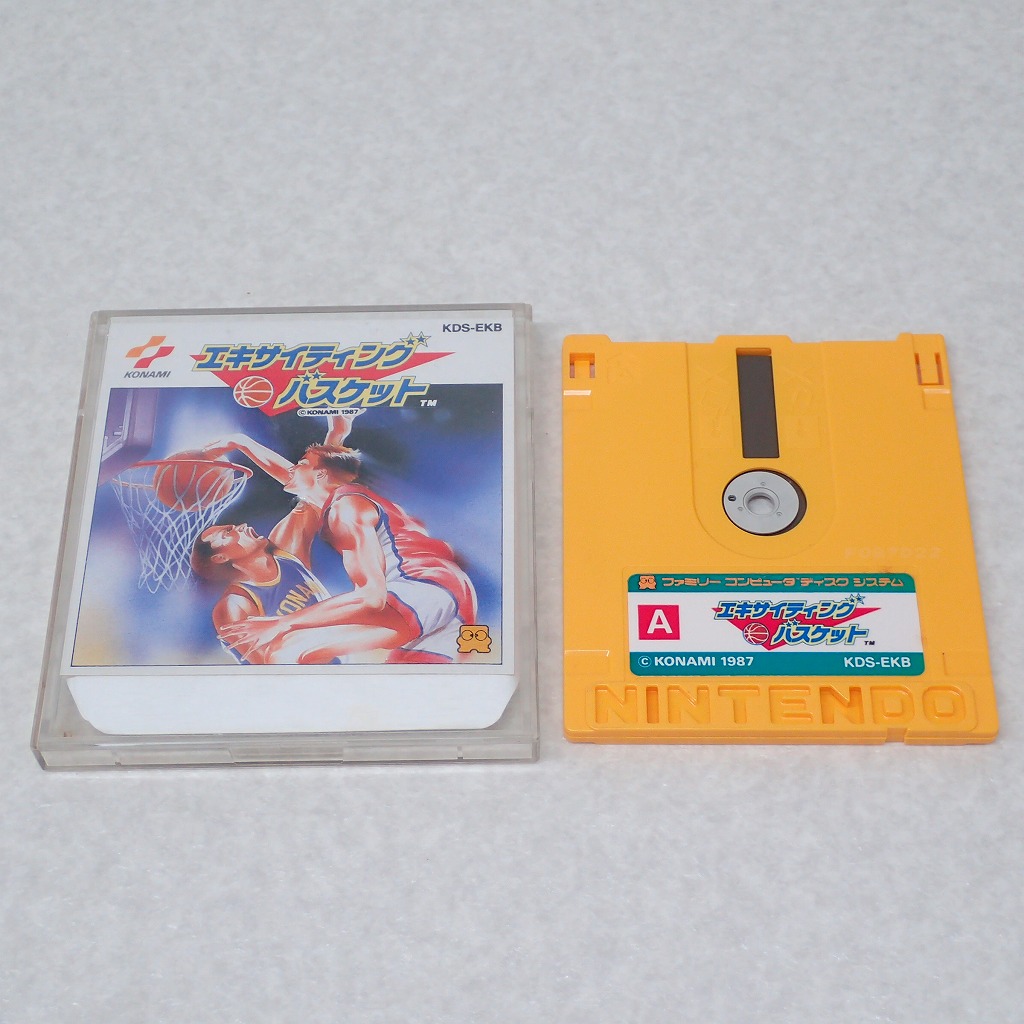 KDS-EKB
KONAMI
エキサイティング
バスケット TM
© KONAMI 1987
KONAM
ファミリーコンピュータ ディスクシステム
A
エキサイティング
バスケット TM
© KONAMI 1987 KDS-EKB
NINTENDO